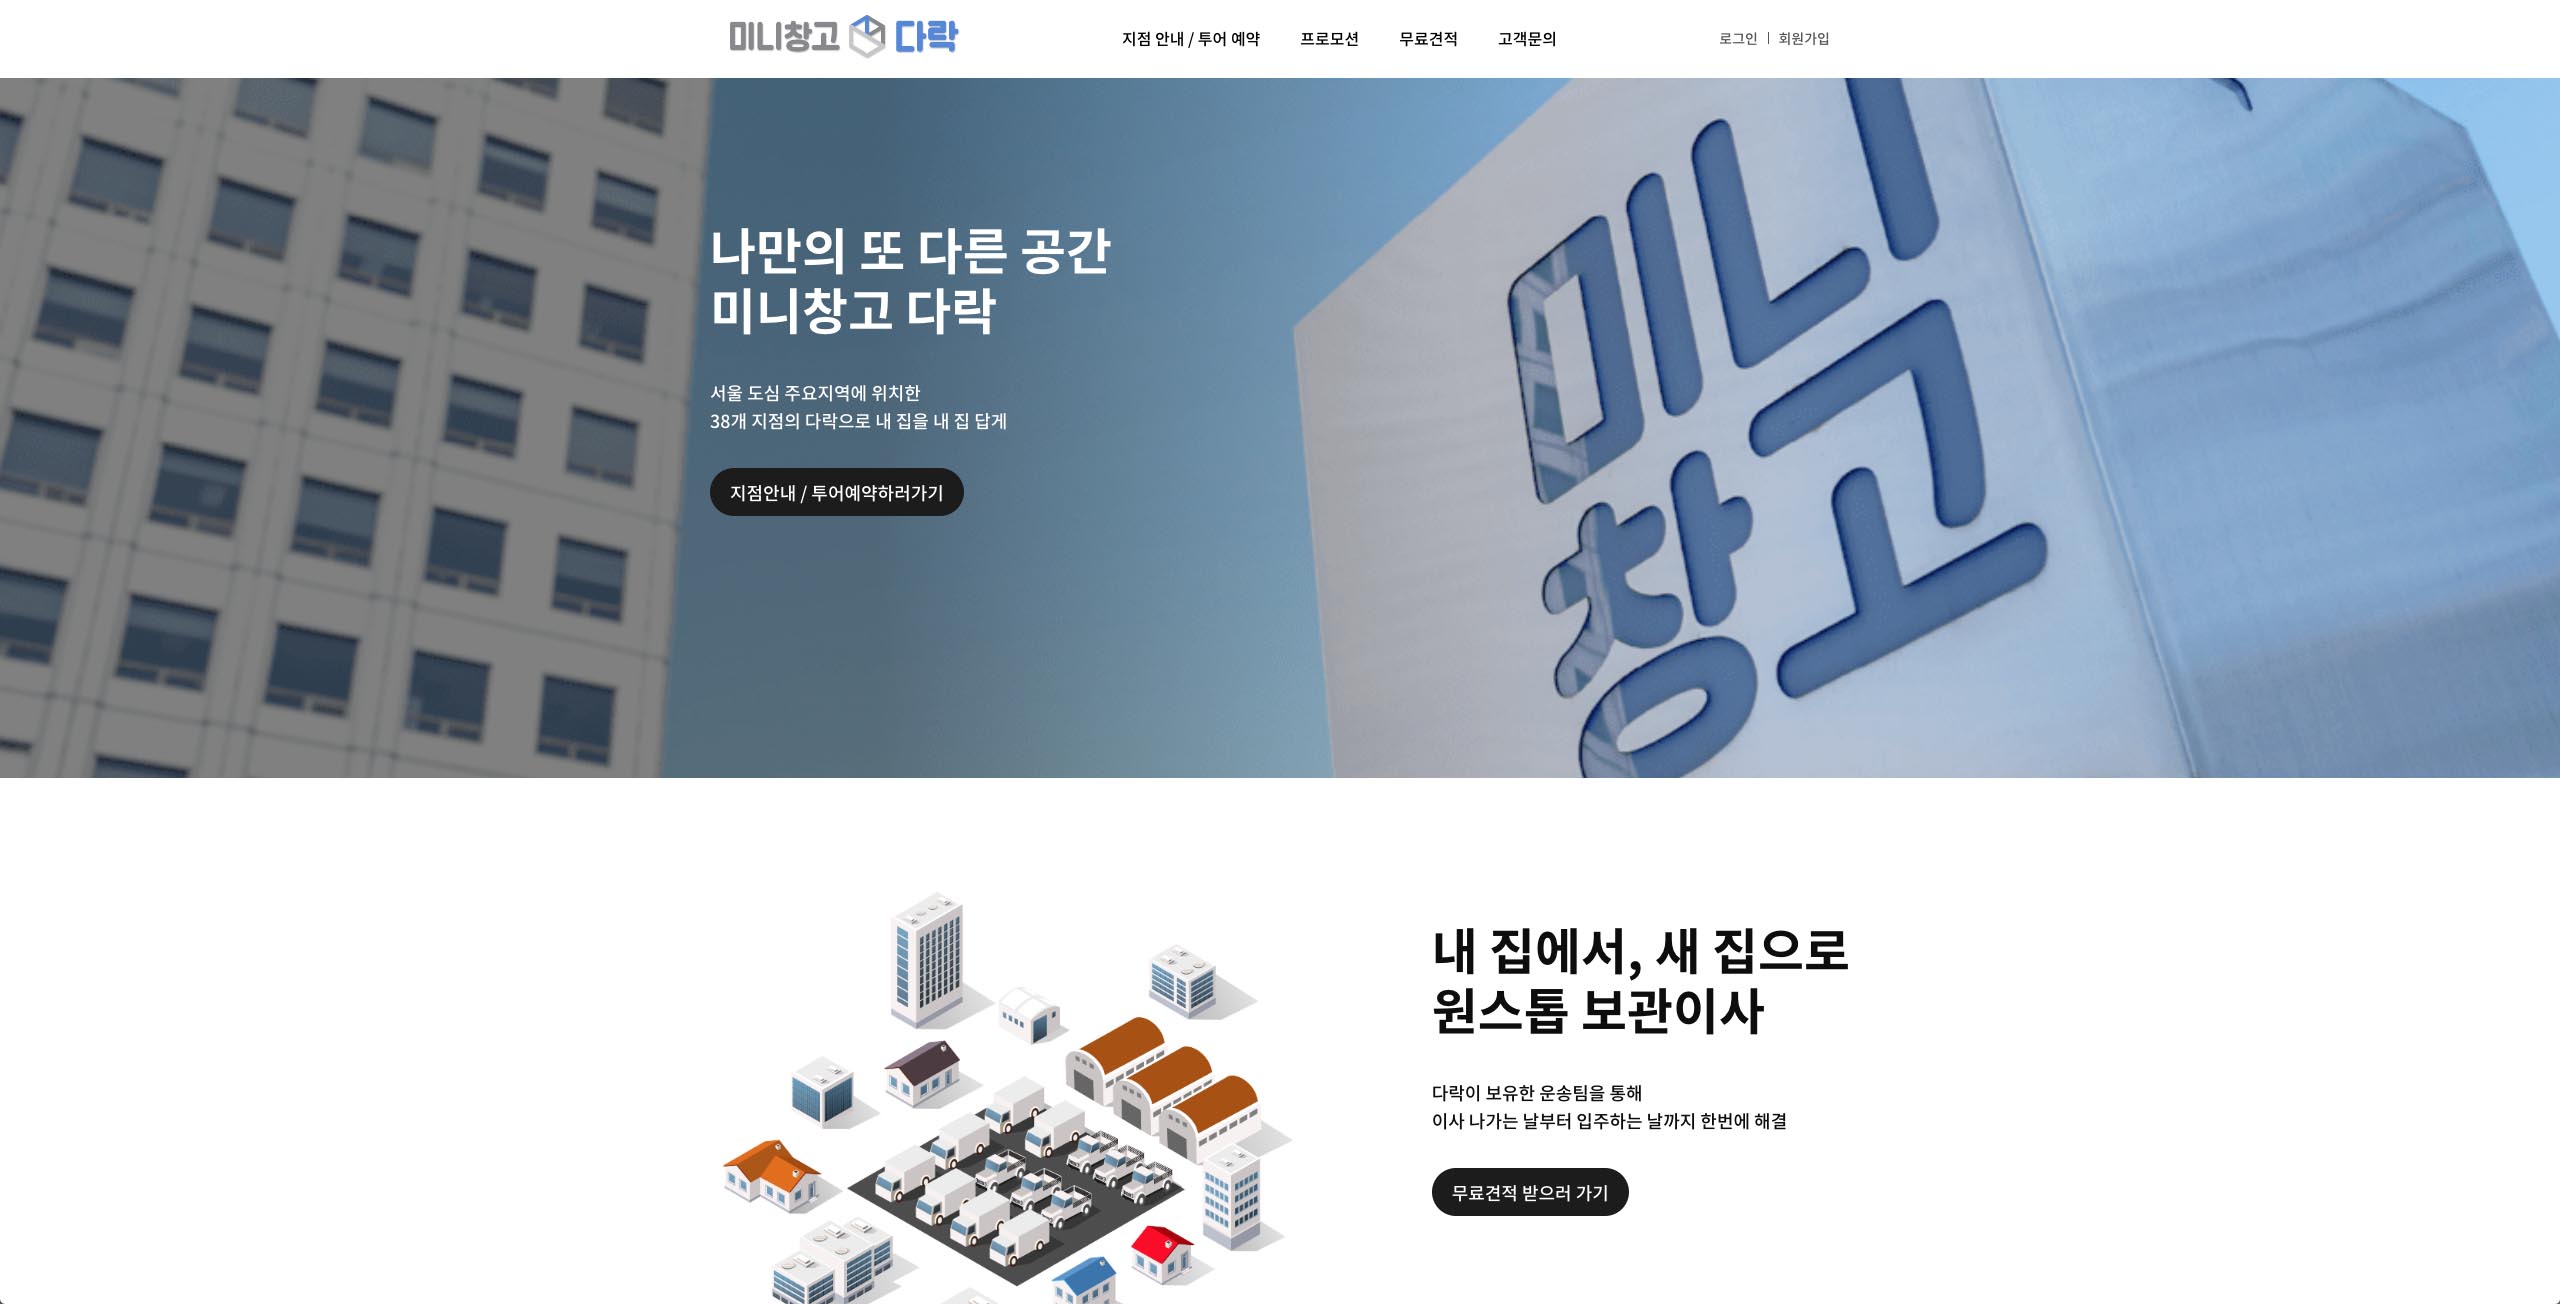 미니창고 다락
지점 안내 / 투어 예약
프로모션
무료견적
고객문의
로그인
회원가입
나만의 또 다른 공간
미니창고 다락
서울 도심 주요지역에 위치한
38개 지점의 다락으로 내 집을 내 집 답게
지점안내 / 투어예약하러가기
미니
창고
내 집에서, 새 집으로
원스톱 보관이사
다락이 보유한 운송팀을 통해
이사 나가는 날부터 입주하는 날까지 한번에 해결
무료견적 받으러 가기